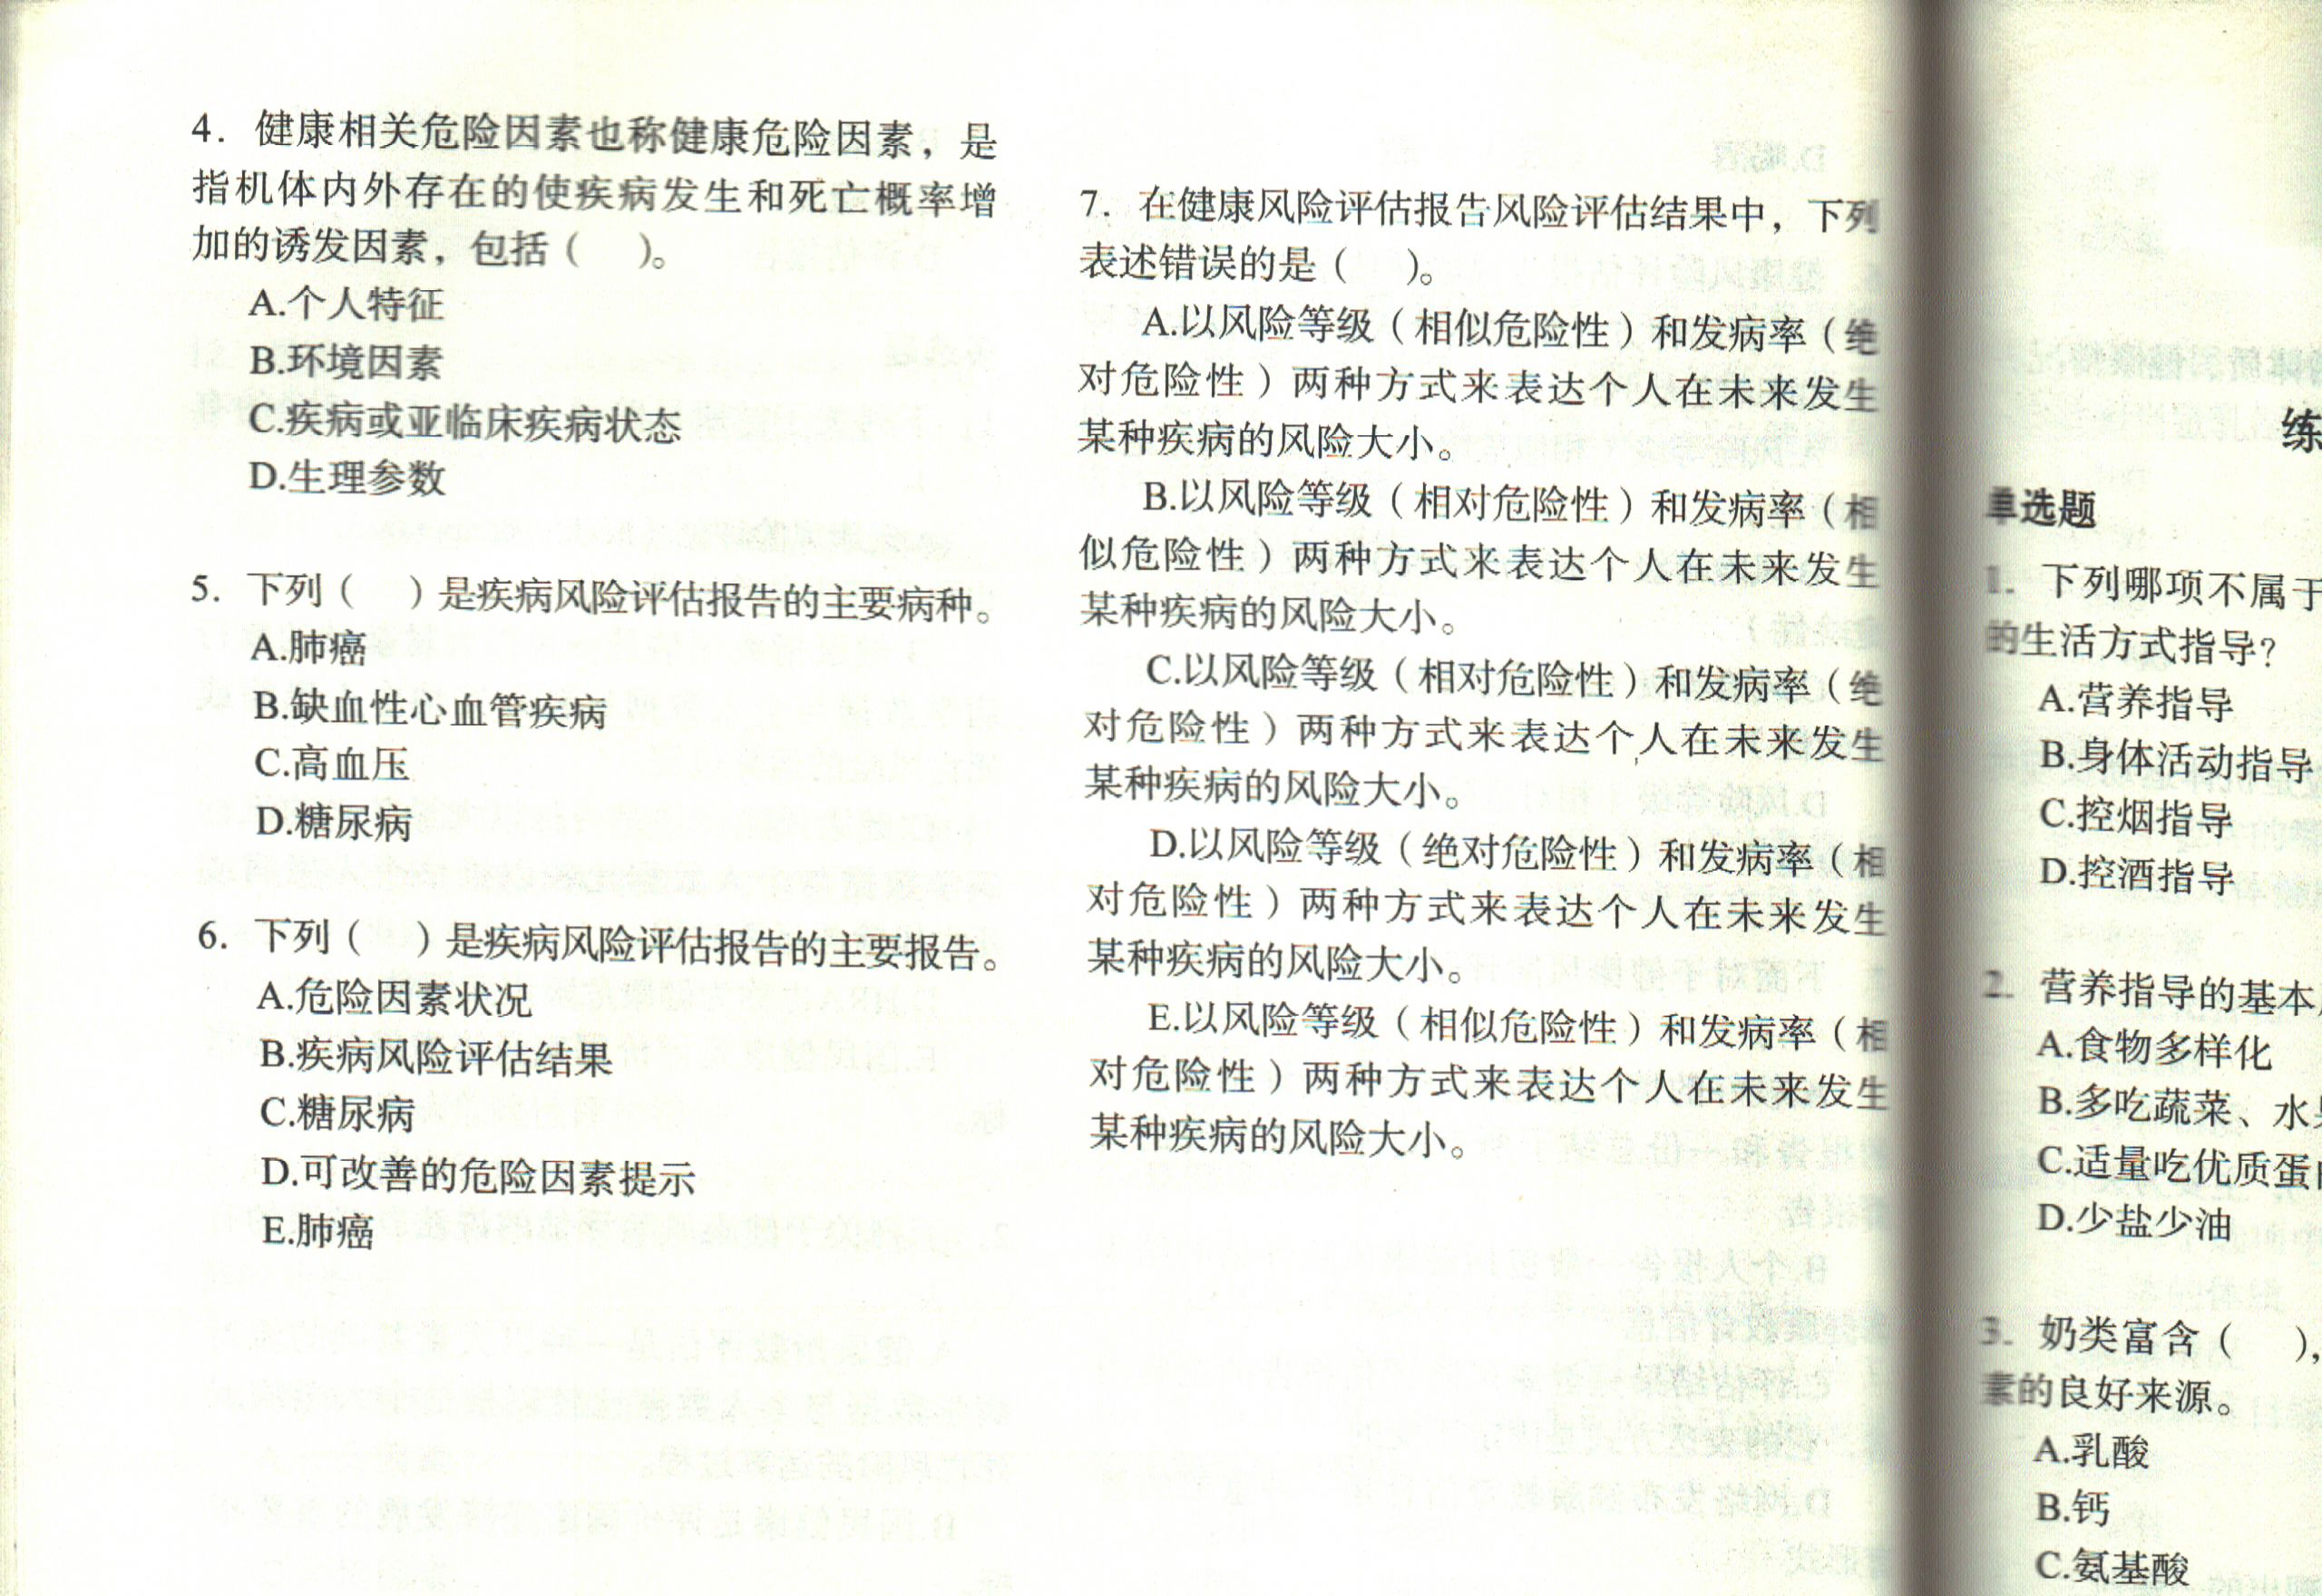 4. 健康相关危险因素也称健康危险因素，是
指机体内外存在的使疾病发生和死亡概率增
加的诱发因素，包括（　）。
A.个人特征
B.环境因素
C.疾病或亚临床疾病状态
D.生理参数
5. 下列（　）是疾病风险评估报告的主要病种。
A.肺癌
B.缺血性心血管疾病
C.高血压
D.糖尿病
6. 下列（　）是疾病风险评估报告的主要报告。
A.危险因素状况
B.疾病风险评估结果
C.糖尿病
D.可改善的危险因素提示
E.肺癌
7. 在健康风险评估报告风险评估结果中，下列
表述错误的是（　）。
A.以风险等级（相似危险性）和发病率（绝
对危险性）两种方式来表达个人在未来发生
某种疾病的风险大小。
B.以风险等级（相对危险性）和发病率（相
似危险性）两种方式来表达个人在未来发生
某种疾病的风险大小。
C.以风险等级（相对危险性）和发病率（绝
对危险性）两种方式来表达个人在未来发生
某种疾病的风险大小。
D.以风险等级（绝对危险性）和发病率（相
对危险性）两种方式来表达个人在未来发生
某种疾病的风险大小。
E.以风险等级（相似危险性）和发病率（相
对危险性）两种方式来表达个人在未来发生
某种疾病的风险大小。
练
单选题
1. 下列哪项不属于
的生活方式指导？
A.营养指导
B.身体活动指导
C.控烟指导
D.控酒指导
2. 营养指导的基本
A.食物多样化
B.多吃蔬菜、水
C.适量吃优质蛋
D.少盐少油
3. 奶类富含（　），
素的良好来源。
A.乳酸
B.钙
C.氨基酸